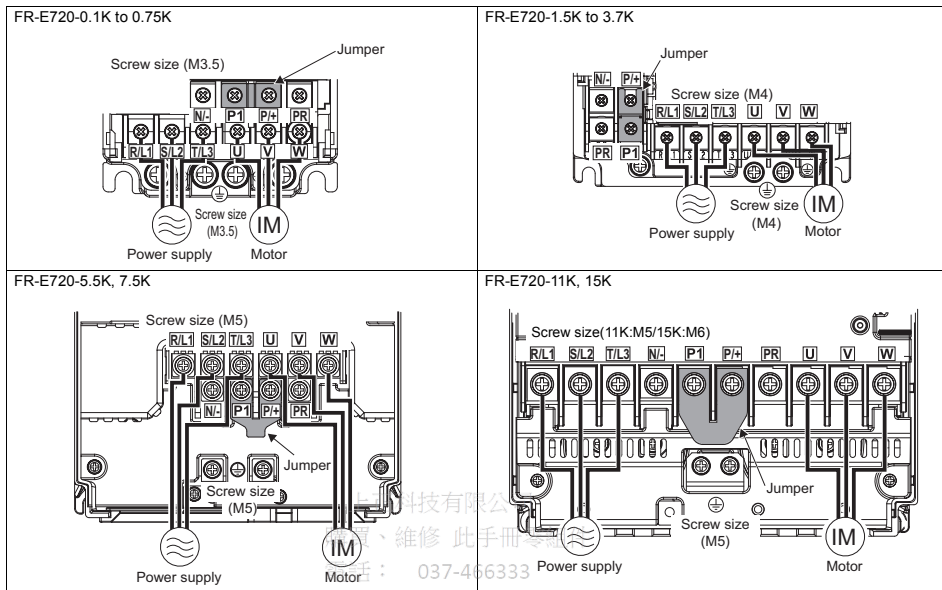 FR-E720-0.1K to 0.75K
Jumper
Screw size (M3.5)
N/- P1 P/+ PR
R/L1 S/L2 T/L3 U V W
Screw size
(M3.5)
IM
Power supply
Motor
FR-E720-1.5K to 3.7K
Jumper
N/- P/+
Screw size (M4)
R/L1 S/L2 T/L3 U V W
PR P1
Screw size
(M4)
IM
Power supply
Motor
FR-E720-5.5K, 7.5K
Screw size (M5)
R/L1 S/L2 T/L3 U V W
N/- P1 P/+ PR
Jumper
Screw size
(M5)
IM
Power supply
Motor
FR-E720-11K, 15K
Screw size(11K:M5/15K:M6)
R/L1 S/L2 T/L3 N/- P1 P/+ PR U V W
Jumper
Screw size
(M5)
IM
Power supply
Motor
科技有限公
、維修 此手冊零組
： 037-466333